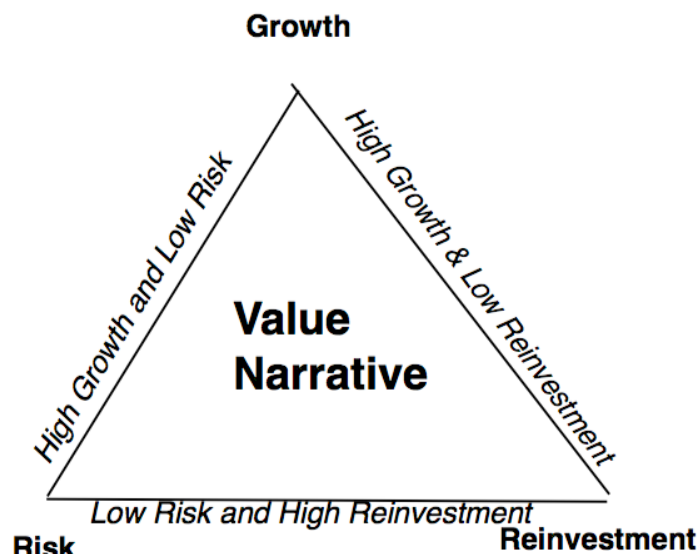 Growth
High Growth and Low Risk
High Growth & Low Reinvestment
Value
Narrative
Low Risk and High Reinvestment
Risk
Reinvestment